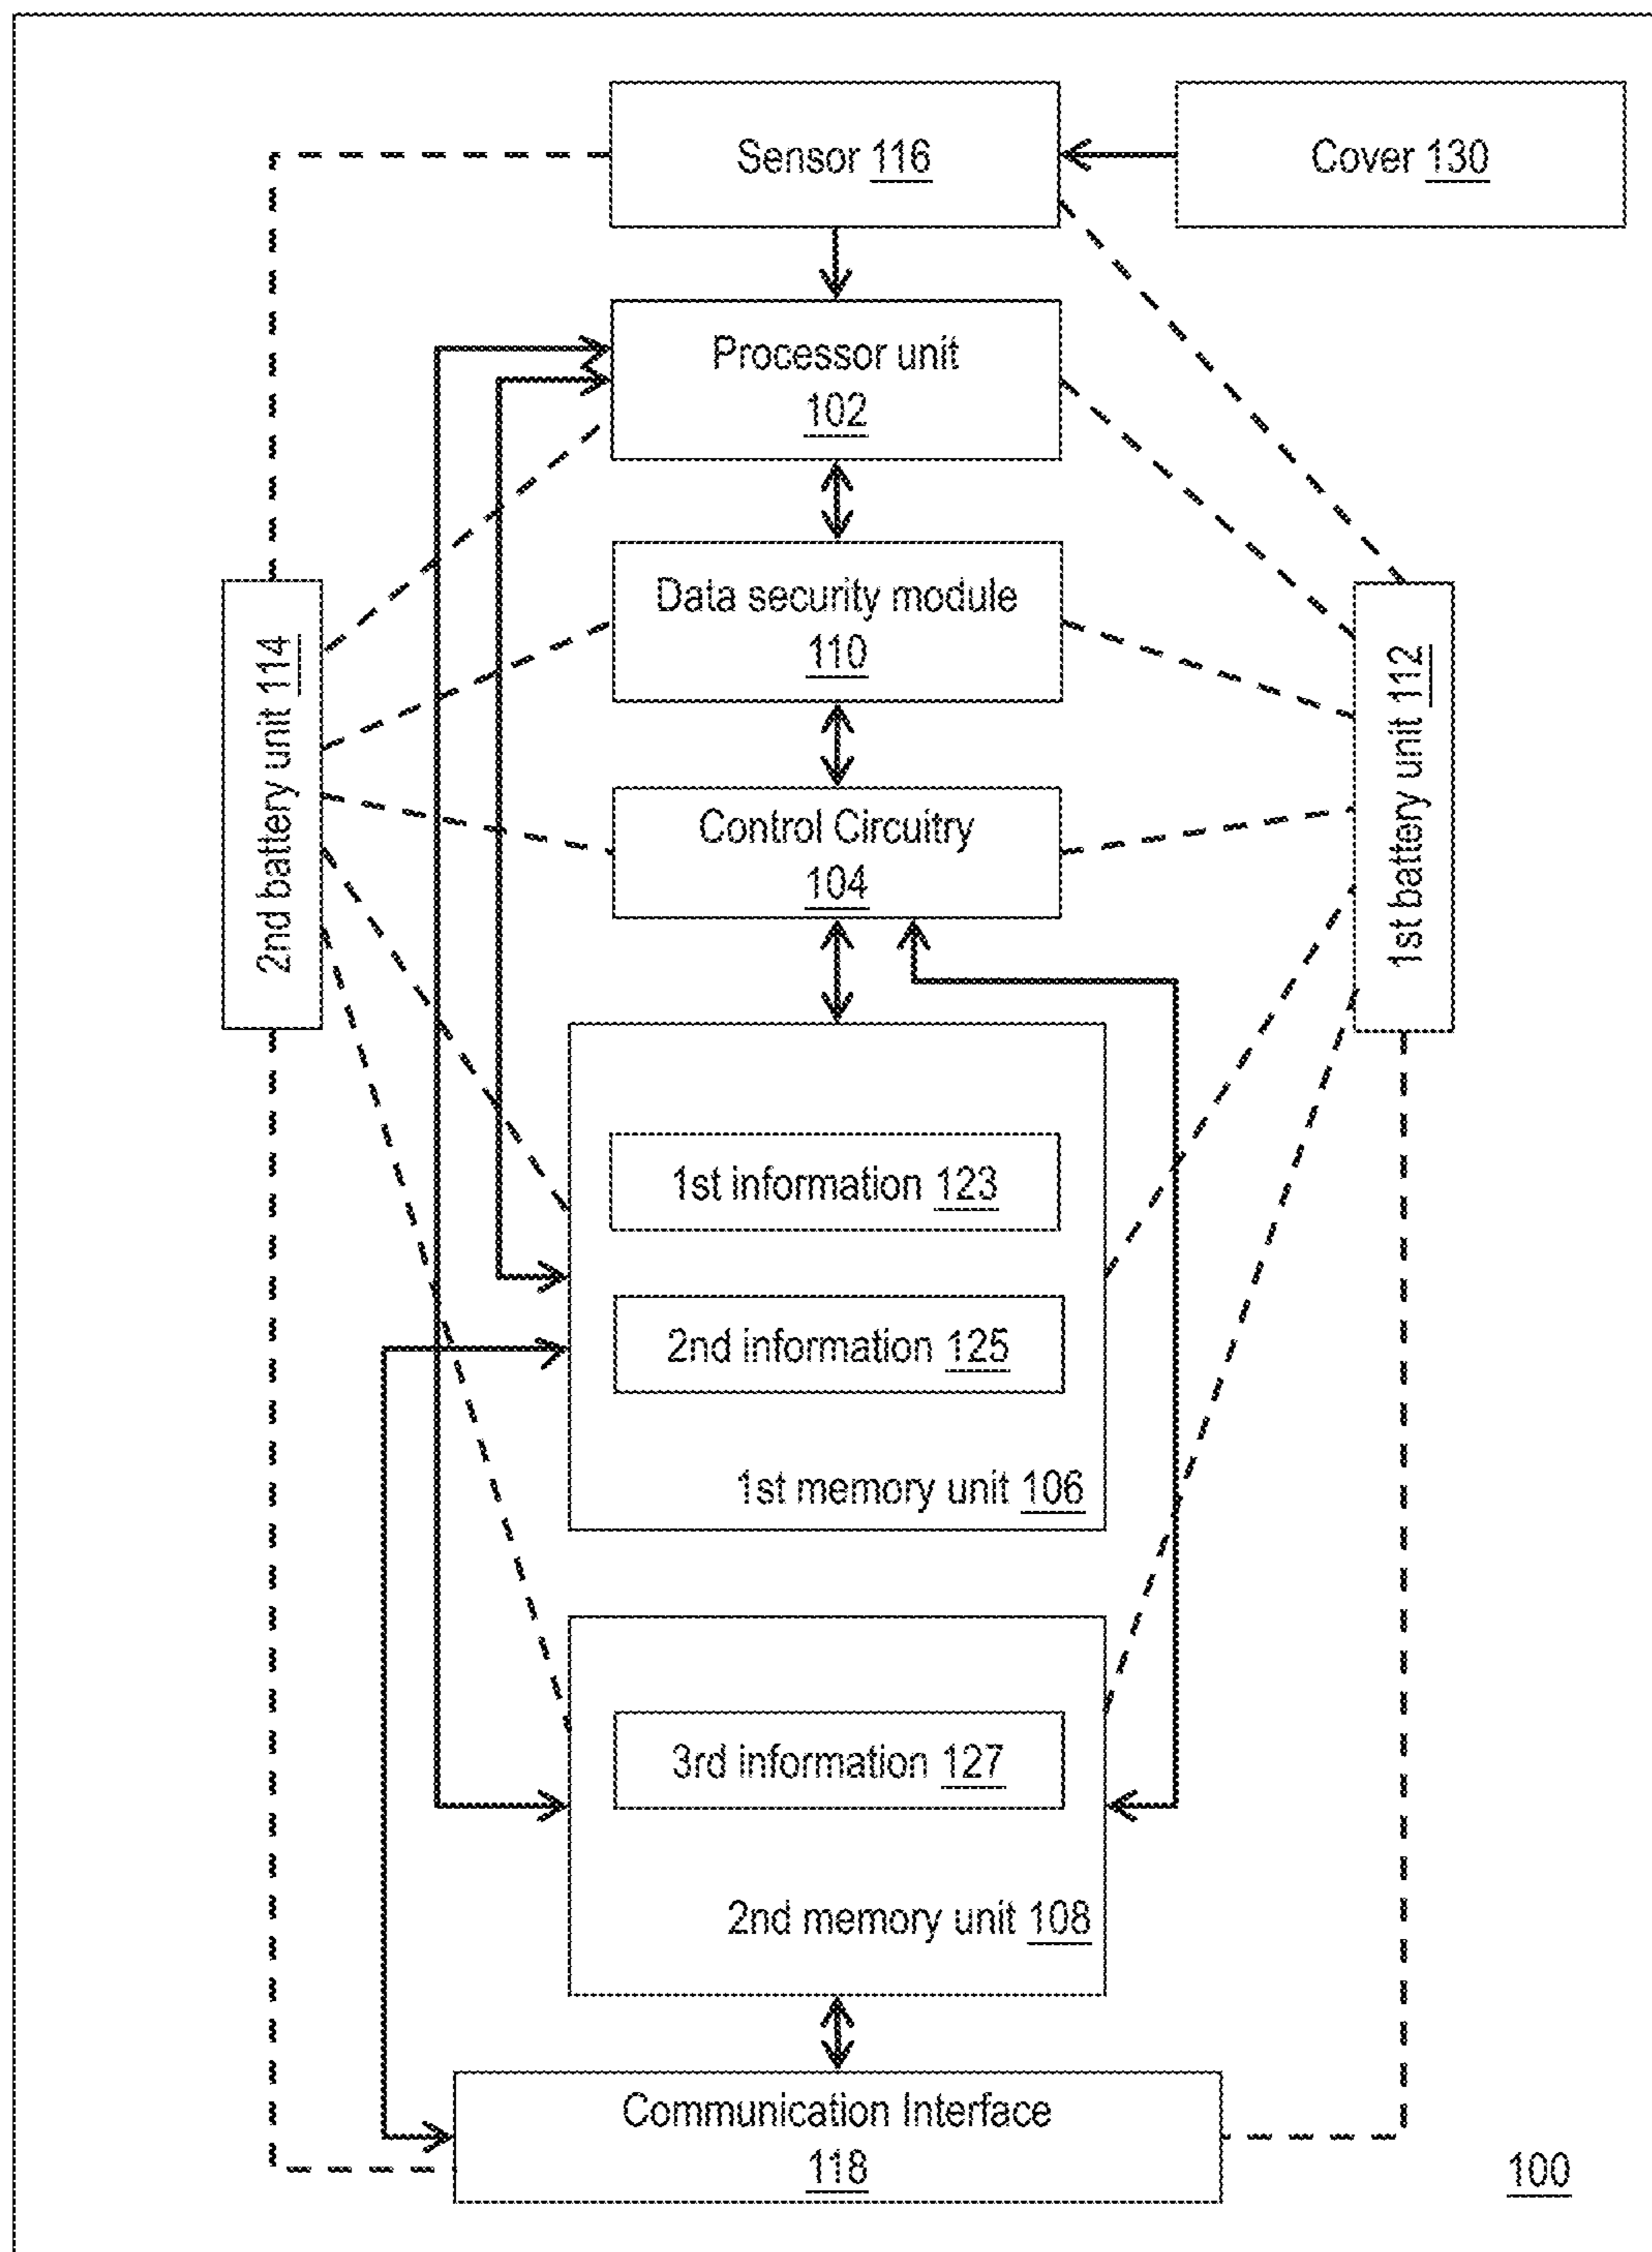 Sensor 116
Cover 130
Processor unit
102
Data security module
110
2nd battery unit 114
1st battery unit 112
Control Circuitry
104
1st information 123
2nd information 125
1st memory unit 106
3rd information 127
2nd memory unit 108
Communication Interface
118
100